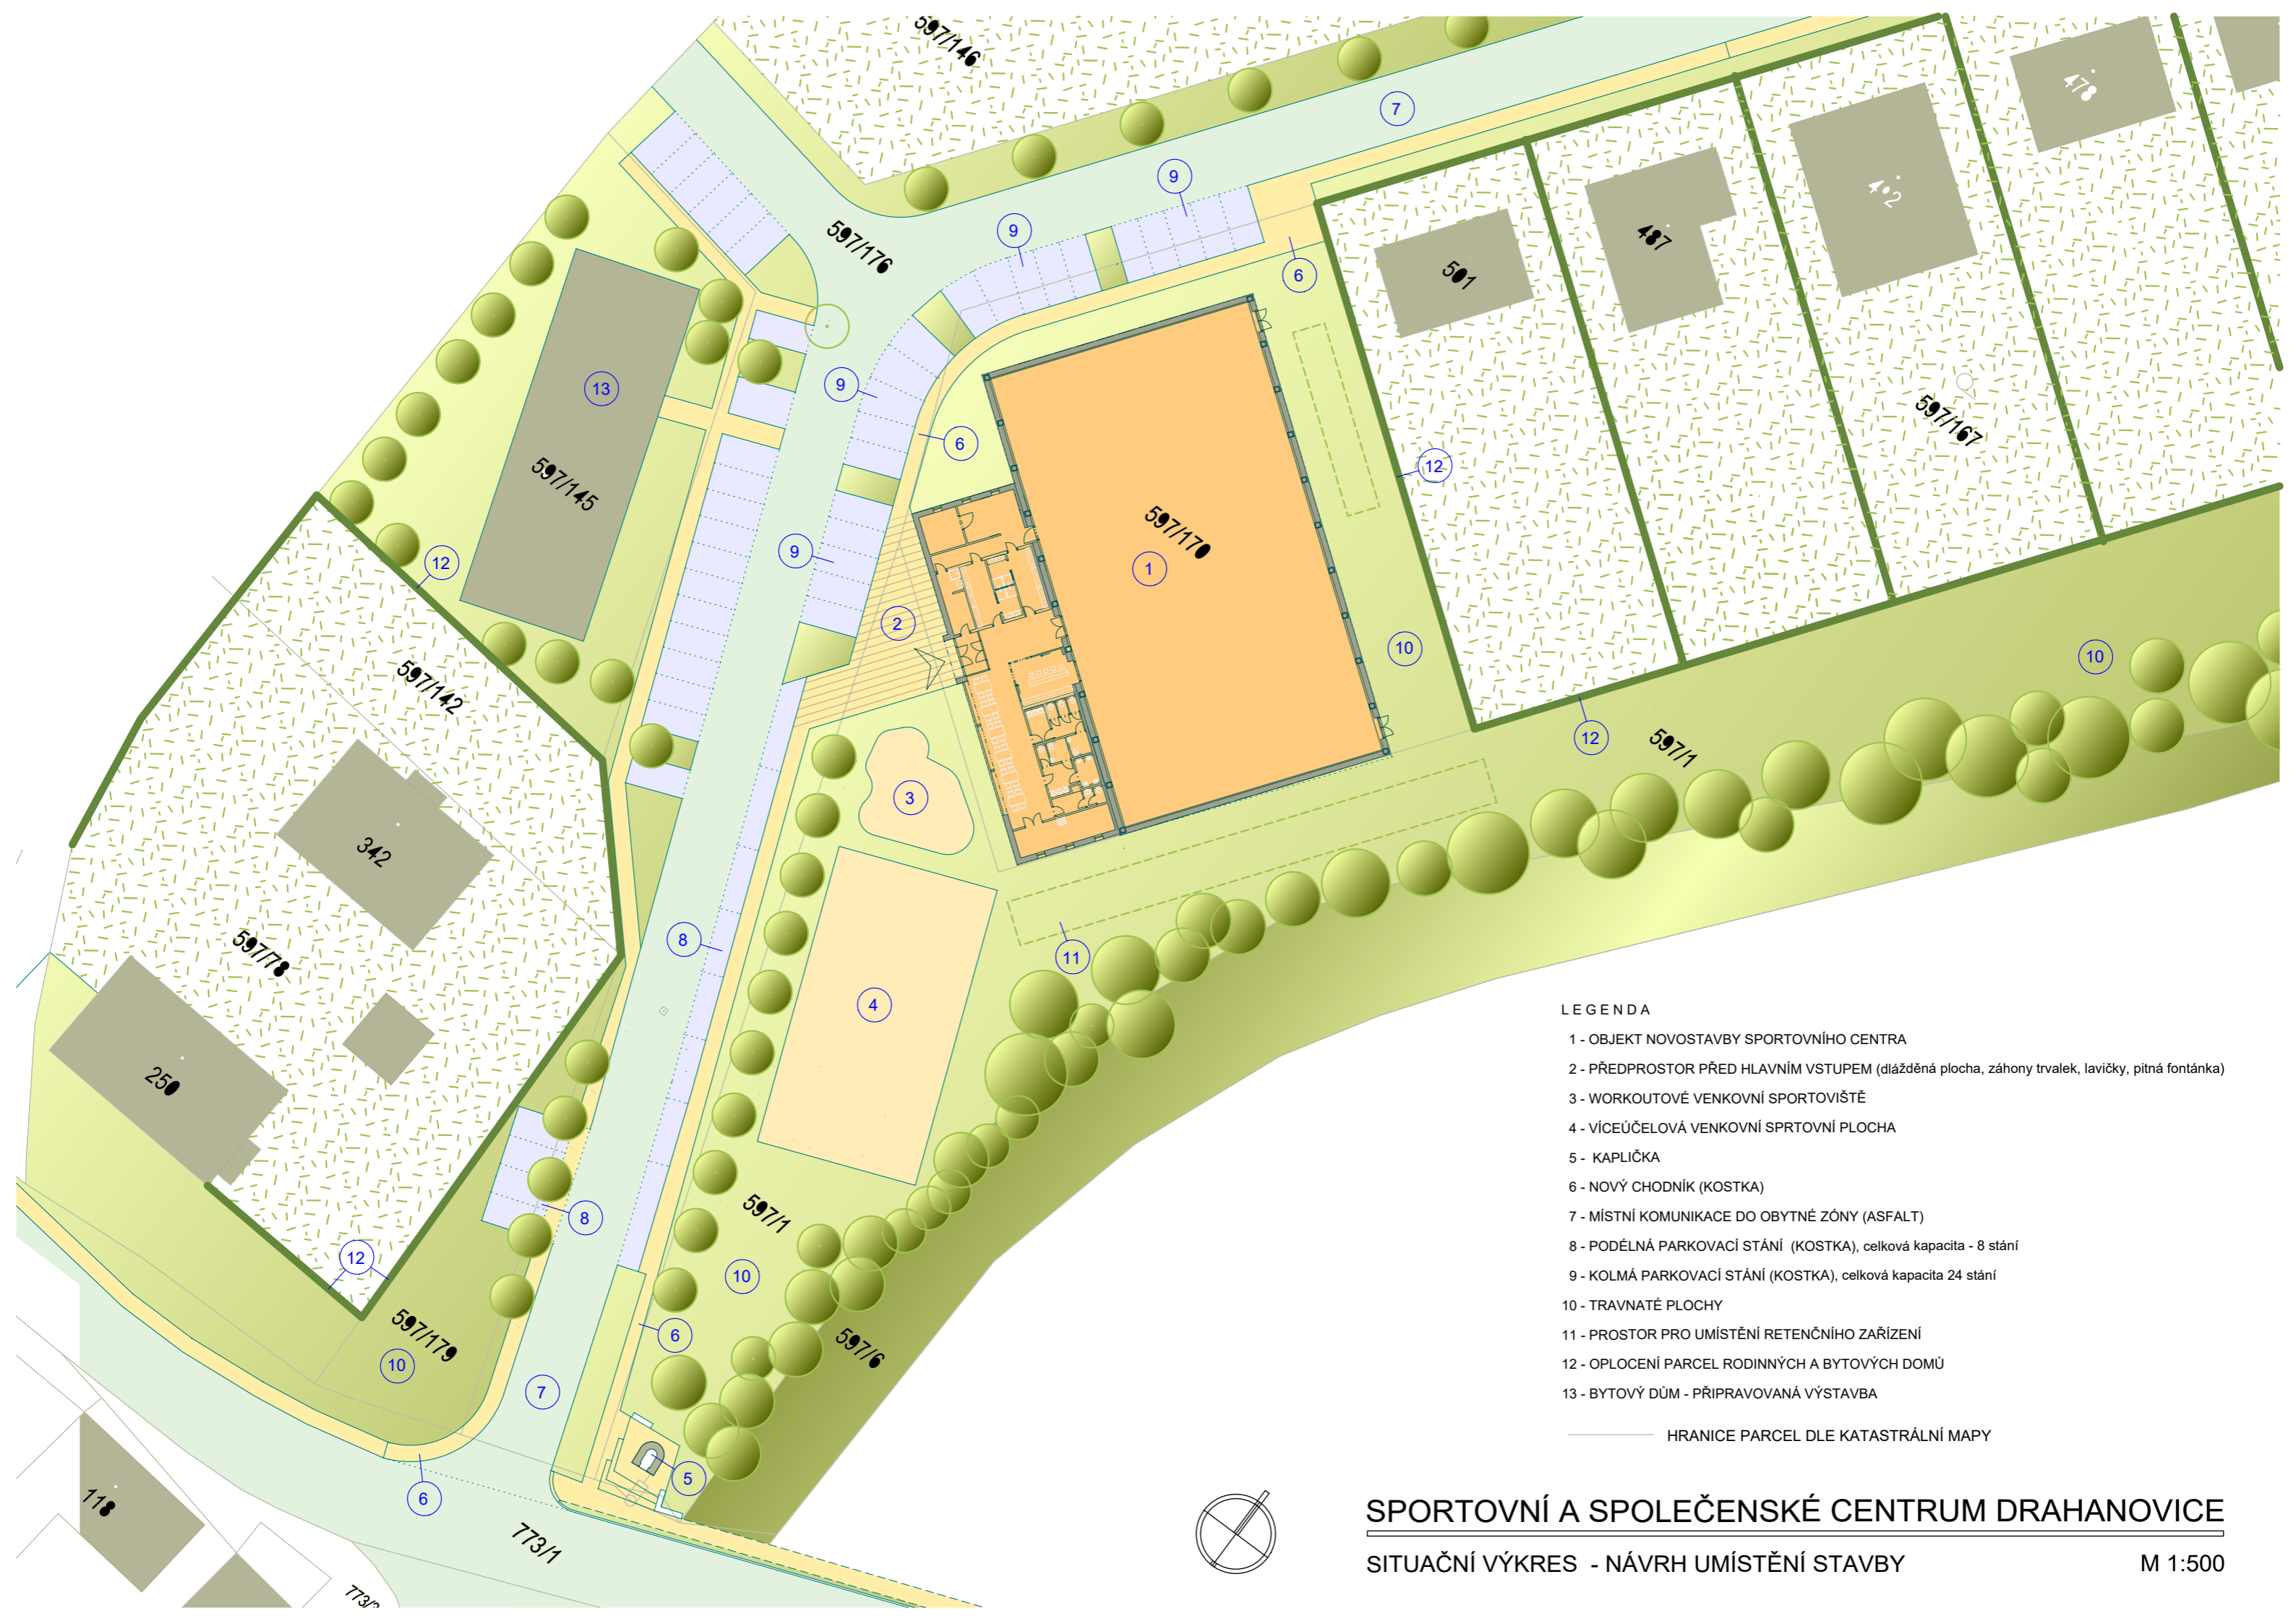 597/146
7
478
9
492
9
597/176
487
6
501
13
9
597/167
6
12
597/145
597/170
9
1
12
2
10
10
597/142
12
597/1
3
342
8
597/78
11
4
250
LEGENDA
1 - OBJEKT NOVOSTAVBY SPORTOVNÍHO CENTRA
2 - PŘEDPROSTOR PŘED HLAVNÍM VSTUPEM (dlážděná plocha, záhony trvalek, lavičky, pitná fontánka)
3 - WORKOUTOVÉ VENKOVNÍ SPORTOVIŠTĚ
4 - VÍCEÚČELOVÁ VENKOVNÍ SPRTOVNÍ PLOCHA
5 - KAPLIČKA
6 - NOVÝ CHODNÍK (KOSTKA)
7 - MÍSTNÍ KOMUNIKACE DO OBYTNÉ ZÓNY (ASFALT)
8 - PODÉLNÁ PARKOVACÍ STÁNÍ (KOSTKA), celková kapacita - 8 stání
9 - KOLMÁ PARKOVACÍ STÁNÍ (KOSTKA), celková kapacita 24 stání
10 - TRAVNATÉ PLOCHY
11 - PROSTOR PRO UMÍSTĚNÍ RETENČNÍHO ZAŘÍZENÍ
12 - OPLOCENÍ PARCEL RODINNÝCH A BYTOVÝCH DOMŮ
13 - BYTOVÝ DŮM - PŘIPRAVOVANÁ VÝSTAVBA
HRANICE PARCEL DLE KATASTRÁLNÍ MAPY
597/1
8
12
10
597/179
6
597/6
10
7
5
6
118
773/1
SPORTOVNÍ A SPOLEČENSKÉ CENTRUM DRAHANOVICE
SITUAČNÍ VÝKRES - NÁVRH UMÍSTĚNÍ STAVBY
M 1:500